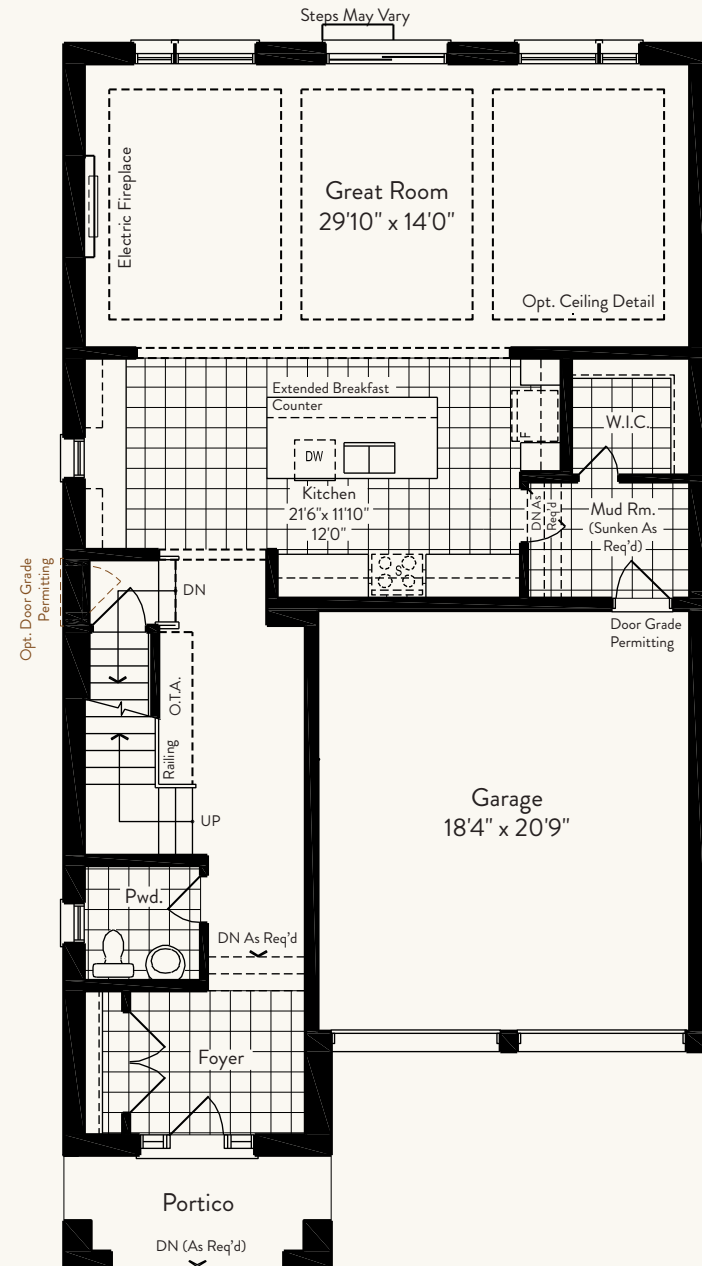 Steps May Vary
Electric Fireplace
Great Room
29'10" x 14'0"
Opt. Ceiling Detail
Extended Breakfast
Counter
DW
F
W.I.C.
Kitchen
21'6"x 11'10"
12'0"
DN As
Req'd
Mud Rm.
(Sunken As
Req'd)
S
Opt. Door Grade
Permitting
DN
Door Grade
Permitting
O.T.A.
Railing
UP
Garage
18'4" x 20'9"
Pwd.
DN As Req'd
Foyer
Portico
DN (As Req'd)